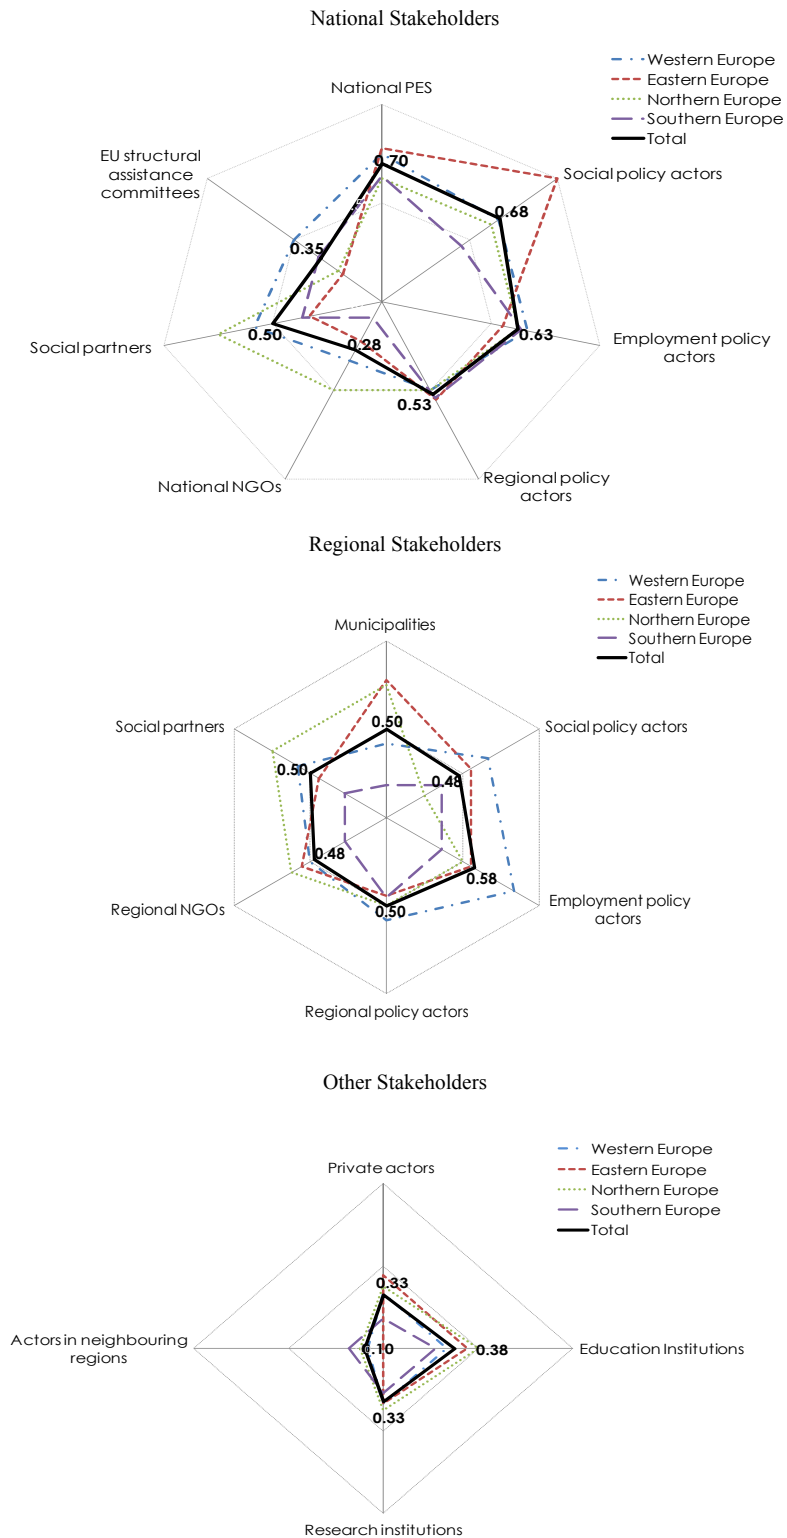 National Stakeholders
Western Europe
Eastern Europe
Northern Europe
Southern Europe
Total
National PES
0.70
EU structural
assistance
committees
Social policy actors
0.68
0.35
Social partners
0.50
0.63
Employment policy
actors
0.28
0.53
National NGOs
Regional policy
actors
Regional Stakeholders
Western Europe
Eastern Europe
Northern Europe
Southern Europe
Total
Municipalities
0.50
Social partners
Social policy actors
0.50
0.48
0.48
0.58
Regional NGOs
Employment policy
actors
0.50
Regional policy actors
Other Stakeholders
Western Europe
Eastern Europe
Northern Europe
Southern Europe
Total
Private actors
0.33
Actors in neighbouring
regions
0.10
0.38
Education Institutions
0.33
Research institutions